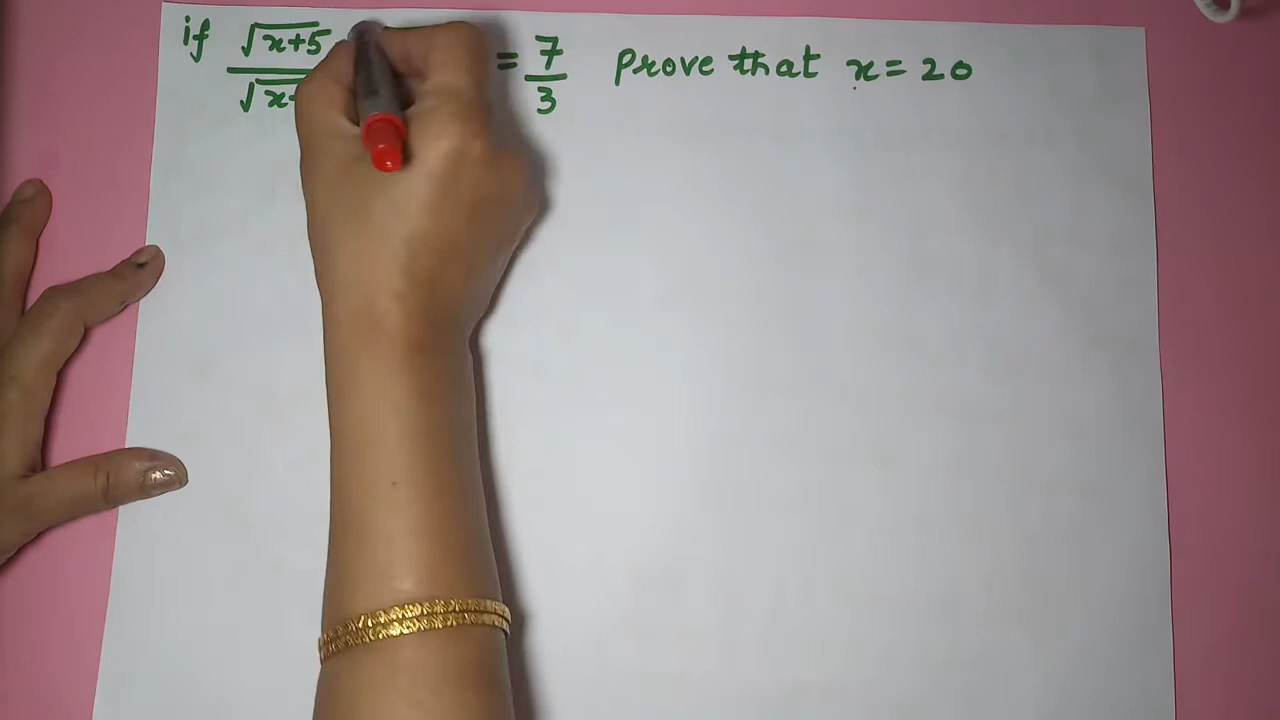 if √x+5 = 7/3 prove that x = 20
√x+